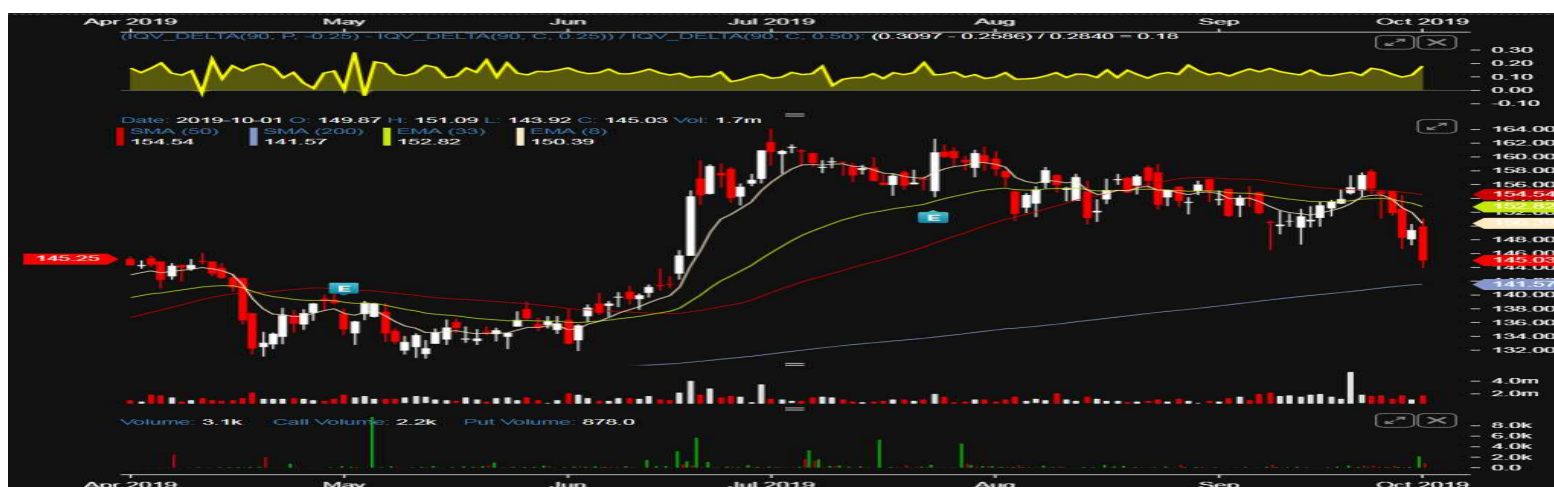 Apr 2019 May Jun Jul 2019 Aug Sep Oct 2019
(IQV_DELTA(90, P, -0.25) - IQV_DELTA(90, C, 0.25)) / IQV_DELTA(90, C, 0.50): (0.3097 - 0.2586) / 0.2840 = 0.18
0.30
0.20
0.10
0.00
-0.10
Date: 2019-10-01 O: 149.87 H: 151.09 L: 143.92 C: 145.03 Vol: 1.7m
SMA (50) SMA (200) EMA (33) EMA (8)
154.54 141.57 152.82 150.39
164.00
162.00
160.00
158.00
156.00
154.54
152.82
148.00
146.00
145.25
145.03
144.00
141.57
140.00
138.00
136.00
134.00
132.00
E
E
4.0m
2.0m
Volume: 3.1k Call Volume: 2.2k Put Volume: 878.0
8.0k
6.0k
4.0k
2.0k
0.0
Apr 2019 May Jun Jul 2019 Aug Sep Oct 2019